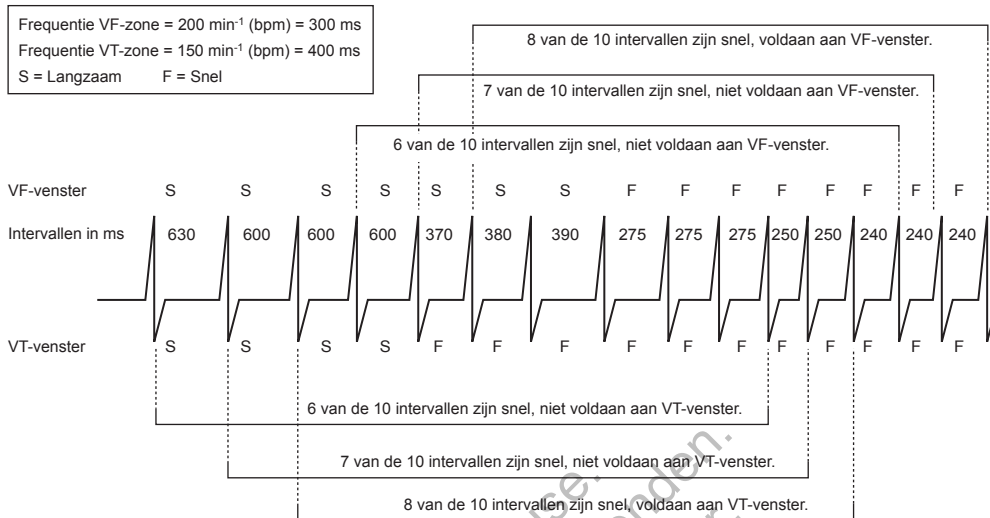 Frequentie VF-zone = 200 min-1 (bpm) = 300 ms
Frequentie VT-zone = 150 min-1 (bpm) = 400 ms
S = Langzaam F = Snel
8 van de 10 intervallen zijn snel, voldaan aan VF-venster.
7 van de 10 intervallen zijn snel, niet voldaan aan VF-venster.
6 van de 10 intervallen zijn snel, niet voldaan aan VF-venster.
VF-venster S S S S S S S F F F F F F F F
Intervallen in ms 630 600 600 600 370 380 390 275 275 275 250 250 240 240 240
VT-venster S S S S F F F F F F F F F F F
6 van de 10 intervallen zijn snel, niet voldaan aan VT-venster.
7 van de 10 intervallen zijn snel, niet voldaan aan VT-venster.
8 van de 10 intervallen zijn snel, voldaan aan VT-venster.